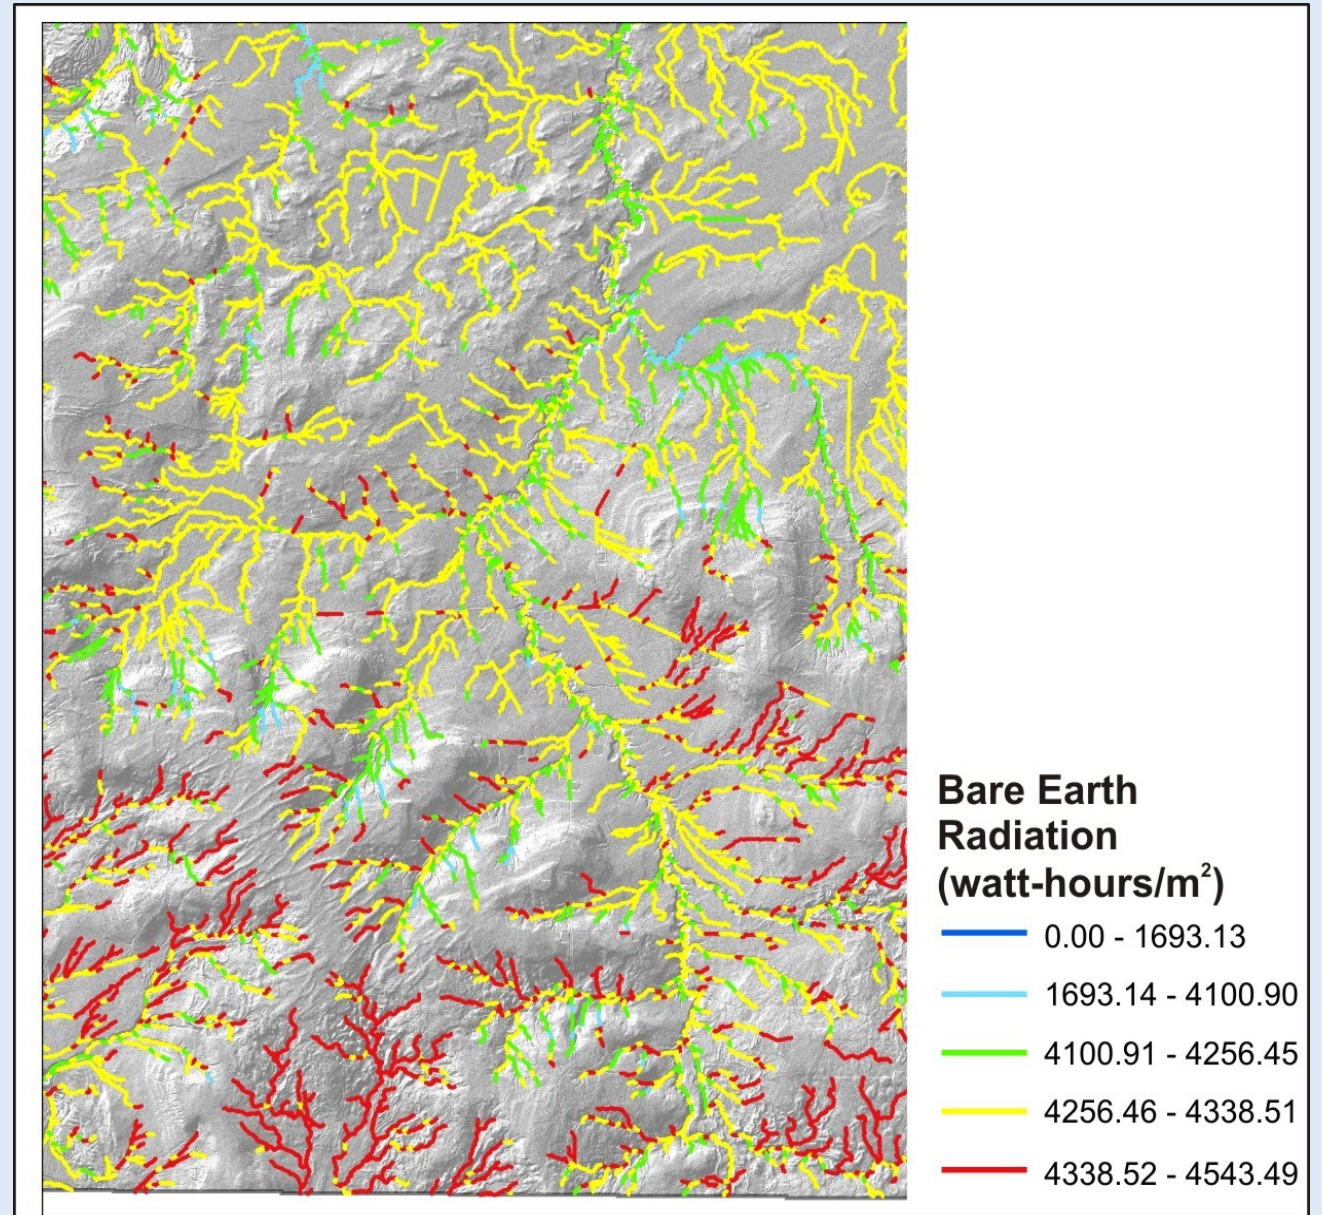 Bare Earth
Radiation
(watt-hours/m²)
0.00 - 1693.13
1693.14 - 4100.90
4100.91 - 4256.45
4256.46 - 4338.51
4338.52 - 4543.49